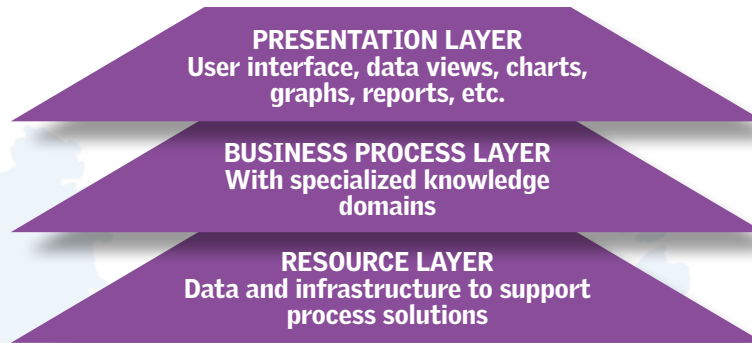 PRESENTATION LAYER
User interface, data views, charts,
graphs, reports, etc.
BUSINESS PROCESS LAYER
With specialized knowledge
domains
RESOURCE LAYER
Data and infrastructure to support
process solutions